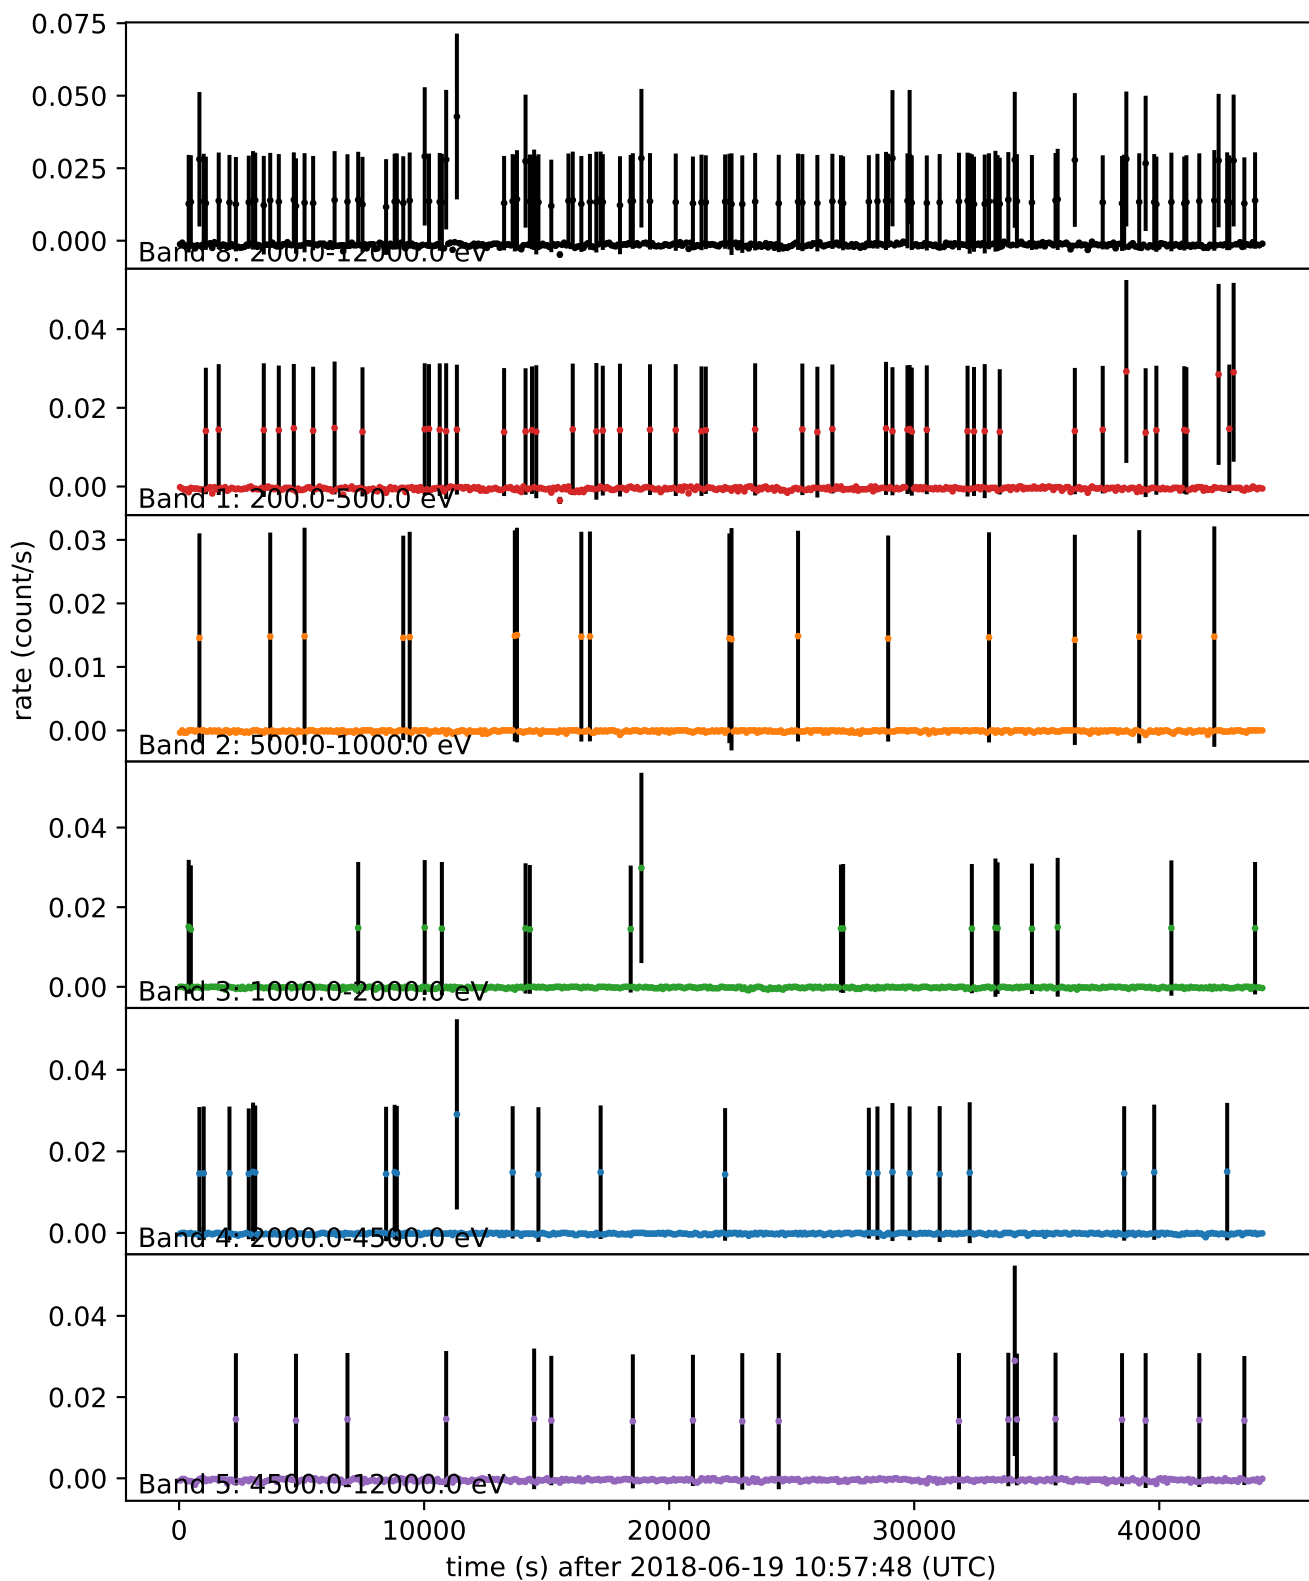 0.075
0.050
0.025
0.000
Band 8: 200.0-12000.0 eV
0.04
0.02
0.00
Band 1: 200.0-500.0 eV
rate (count/s)
0.03
0.02
0.01
0.00
Band 2: 500.0-1000.0 eV
0.04
0.02
0.00
Band 3: 1000.0-2000.0 eV
0.04
0.02
0.00
Band 4: 2000.0-4500.0 eV
0.04
0.02
0.00
Band 5: 4500.0-12000.0 eV
0 10000 20000 30000 40000
time (s) after 2018-06-19 10:57:48 (UTC)